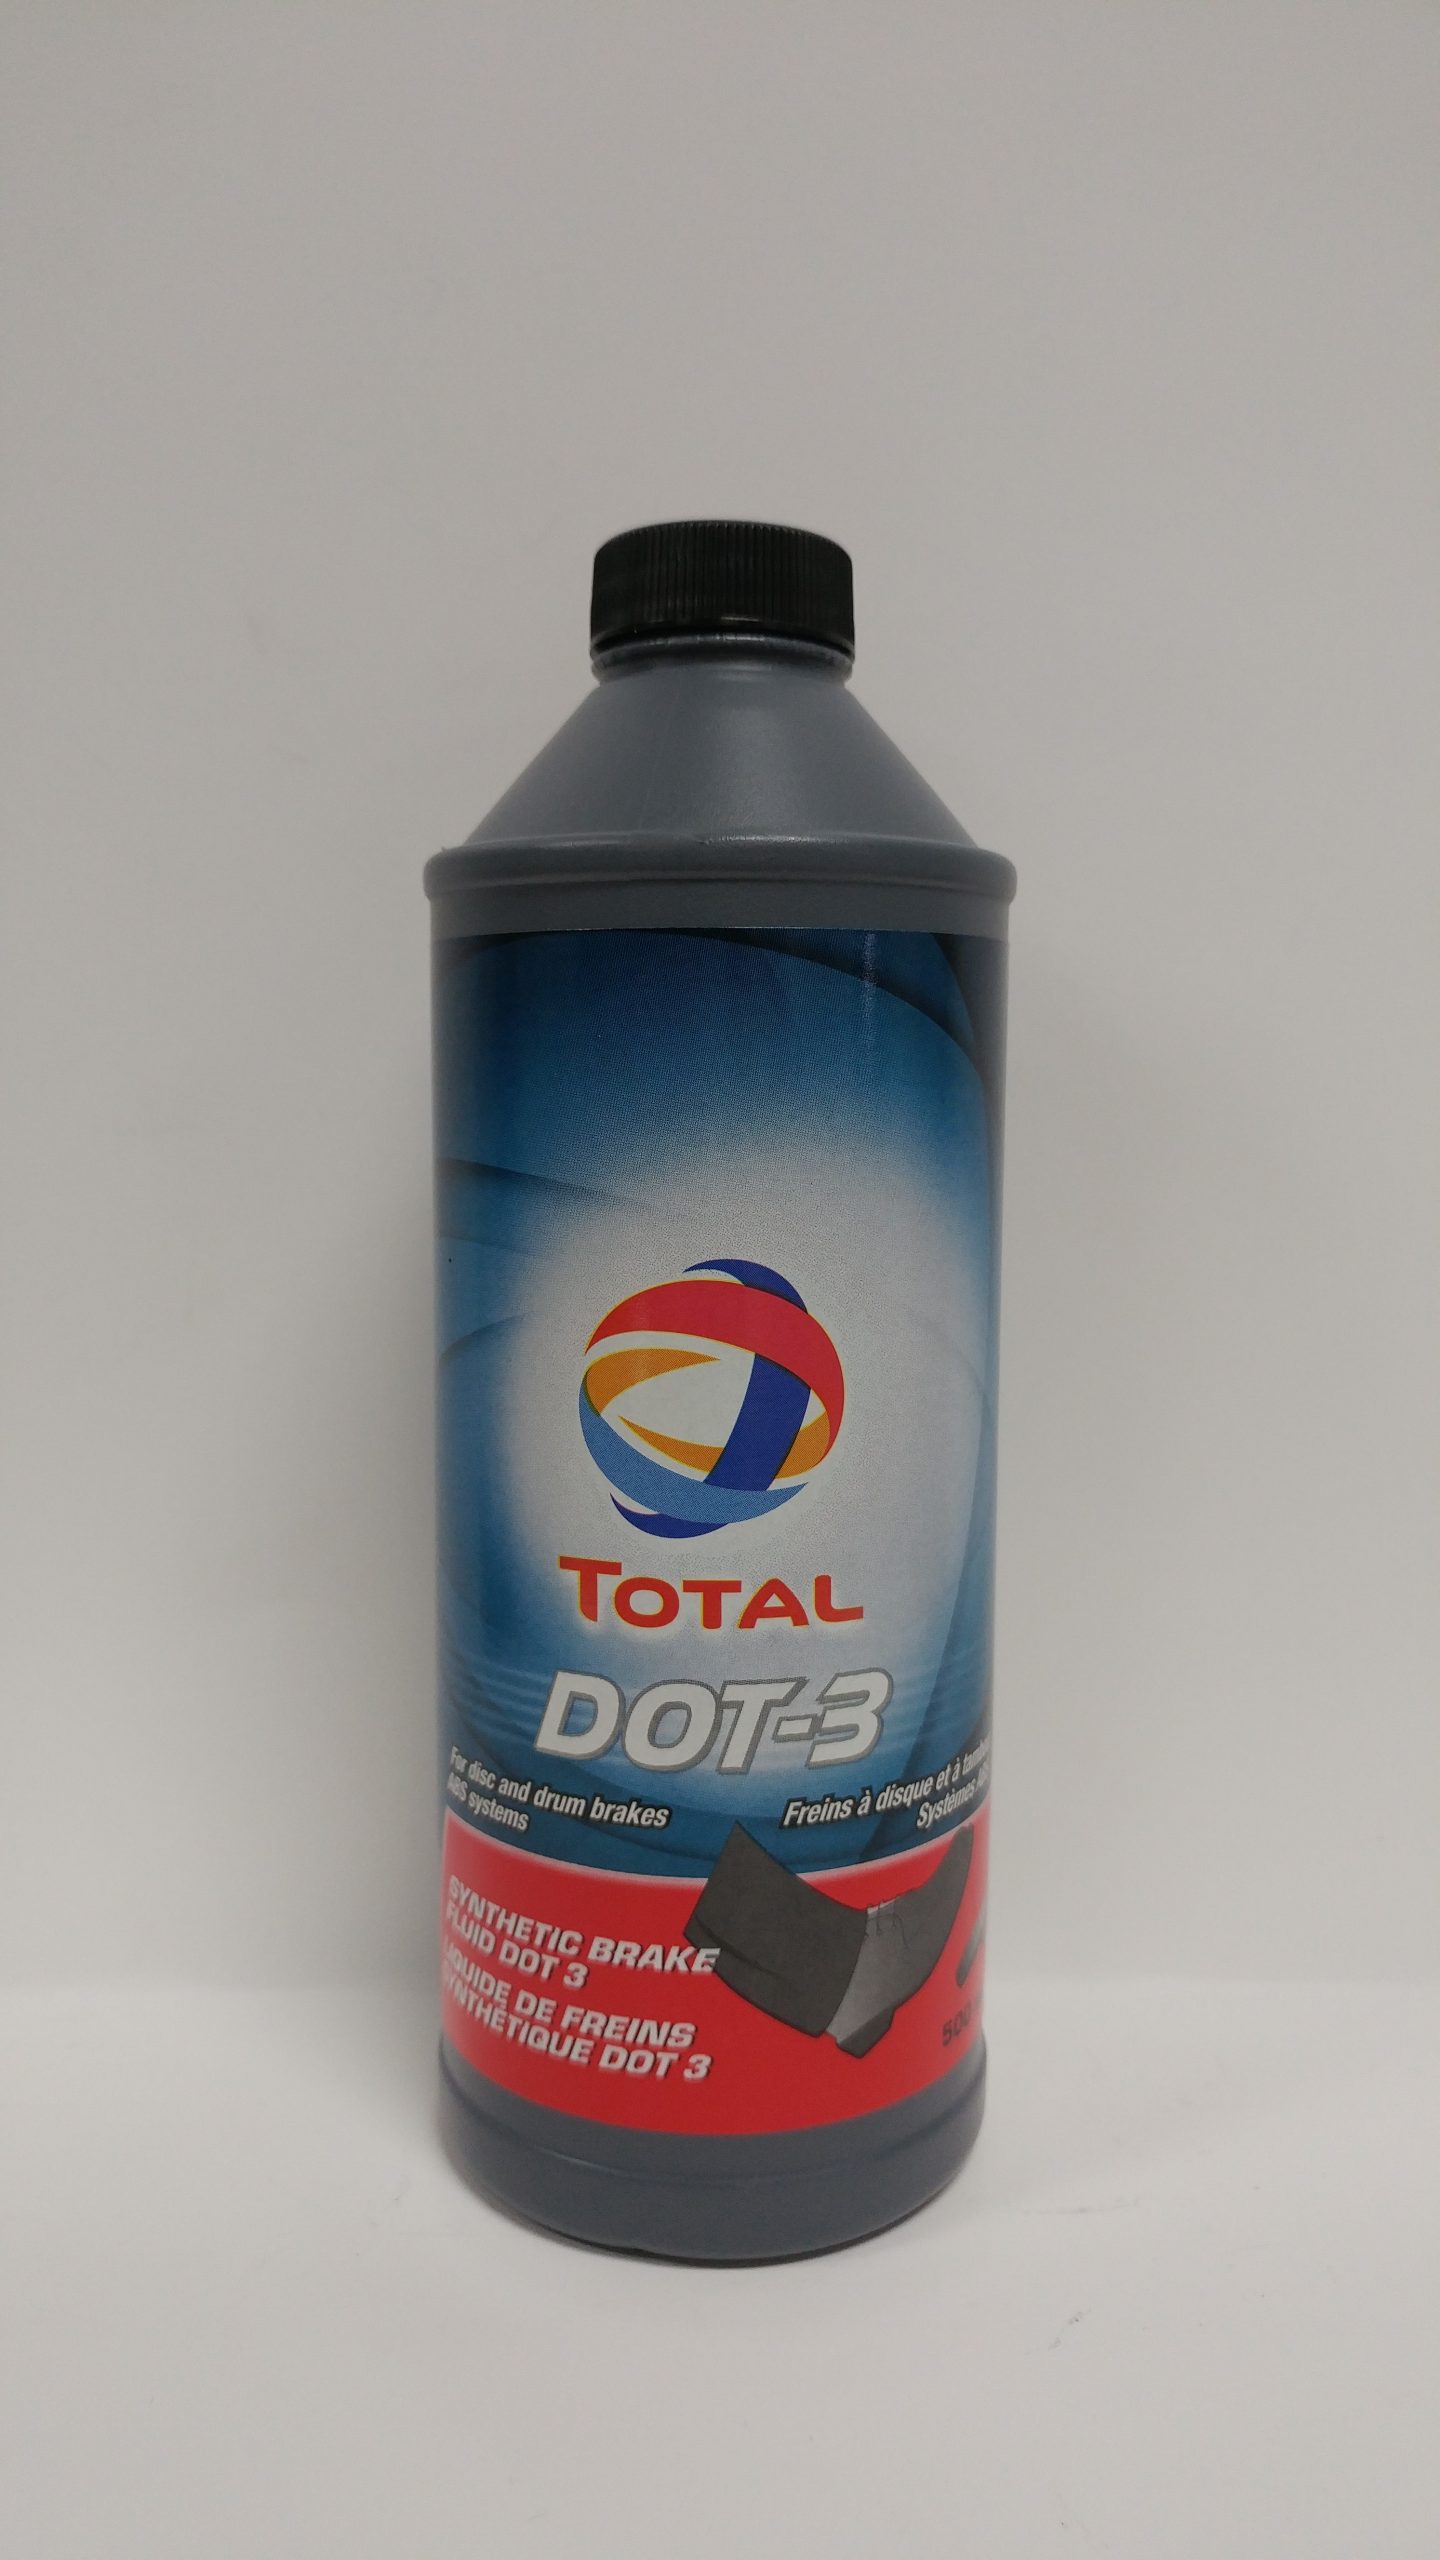 TOTAL
DOT-3
For disc and drum brakes
ABS systems
Freins à disque et à
Systèmes
SYNTHETIC BRAKE
FLUID DOT 3
LIQUIDE DE FREINS
SYNTHÉTIQUE DOT 3